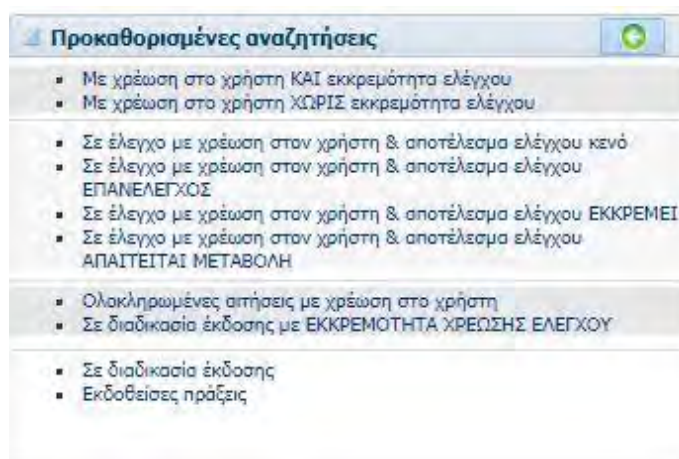 Προκαθορισμένες αναζητήσεις
Με χρέωση στο χρήστη ΚΑΙ εκκρεμότητα ελέγχου
Με χρέωση στο χρήστη ΧΩΡΙΣ εκκρεμότητα ελέγχου
Σε έλεγχο με χρέωση στον χρήστη & αποτέλεσμα ελέγχου κενό
Σε έλεγχο με χρέωση στον χρήστη & αποτέλεσμα ελέγχου
ΕΠΑΝΕΛΕΓΧΟΣ
Σε έλεγχο με χρέωση στον χρήστη & αποτέλεσμα ελέγχου ΕΚΚΡΕΜΕΙ
Σε έλεγχο με χρέωση στον χρήστη & αποτέλεσμα ελέγχου
ΑΠΑΙΤΕΙΤΑΙ ΜΕΤΑΒΟΛΗ
Ολοκληρωμένες αιτήσεις με χρέωση στο χρήστη
Σε διαδικασία έκδοσης με ΕΚΚΡΕΜΟΤΗΤΑ ΧΡΕΩΣΗΣ ΕΛΕΓΧΟΥ
Σε διαδικασία έκδοσης
Εκδοθείσες πράξεις